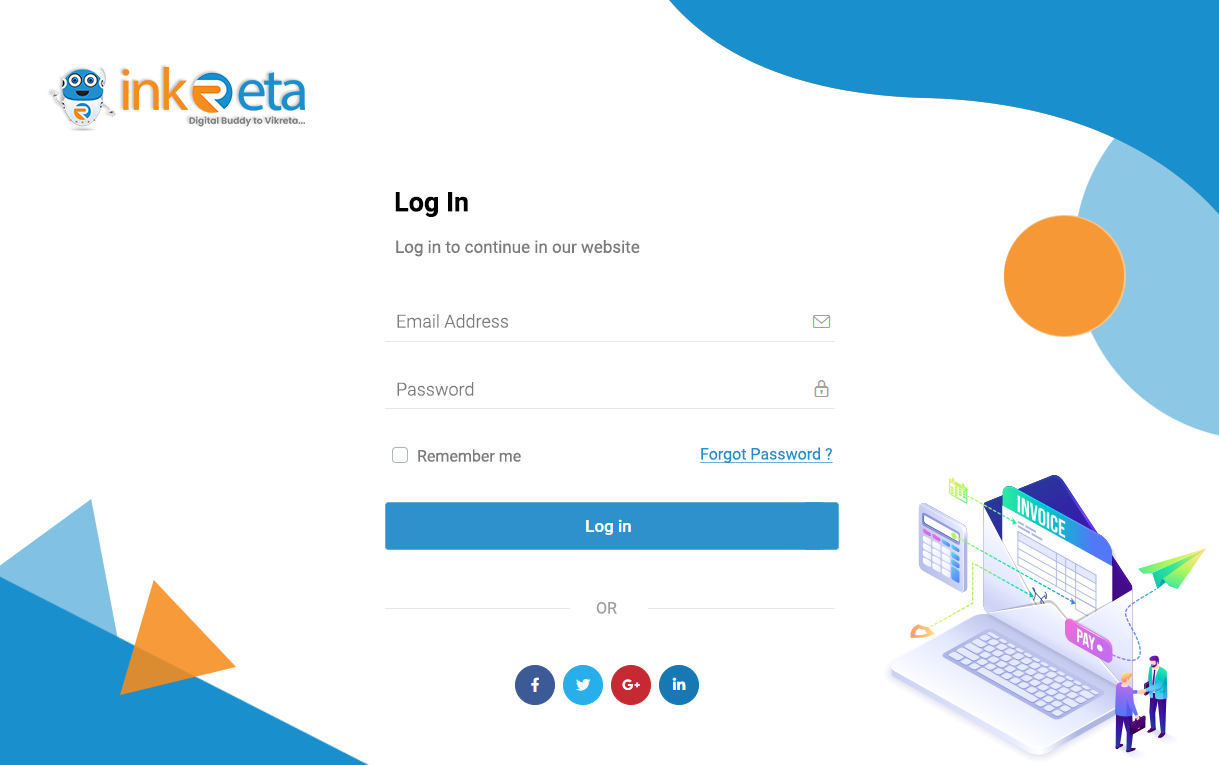 inkReta
Digital Buddy to Vikreta...
Log In
Log in to continue in our website
Email Address
Password
Remember me
Forgot Password ?
Log in
OR
f
G+
in
INVOICE
PAY